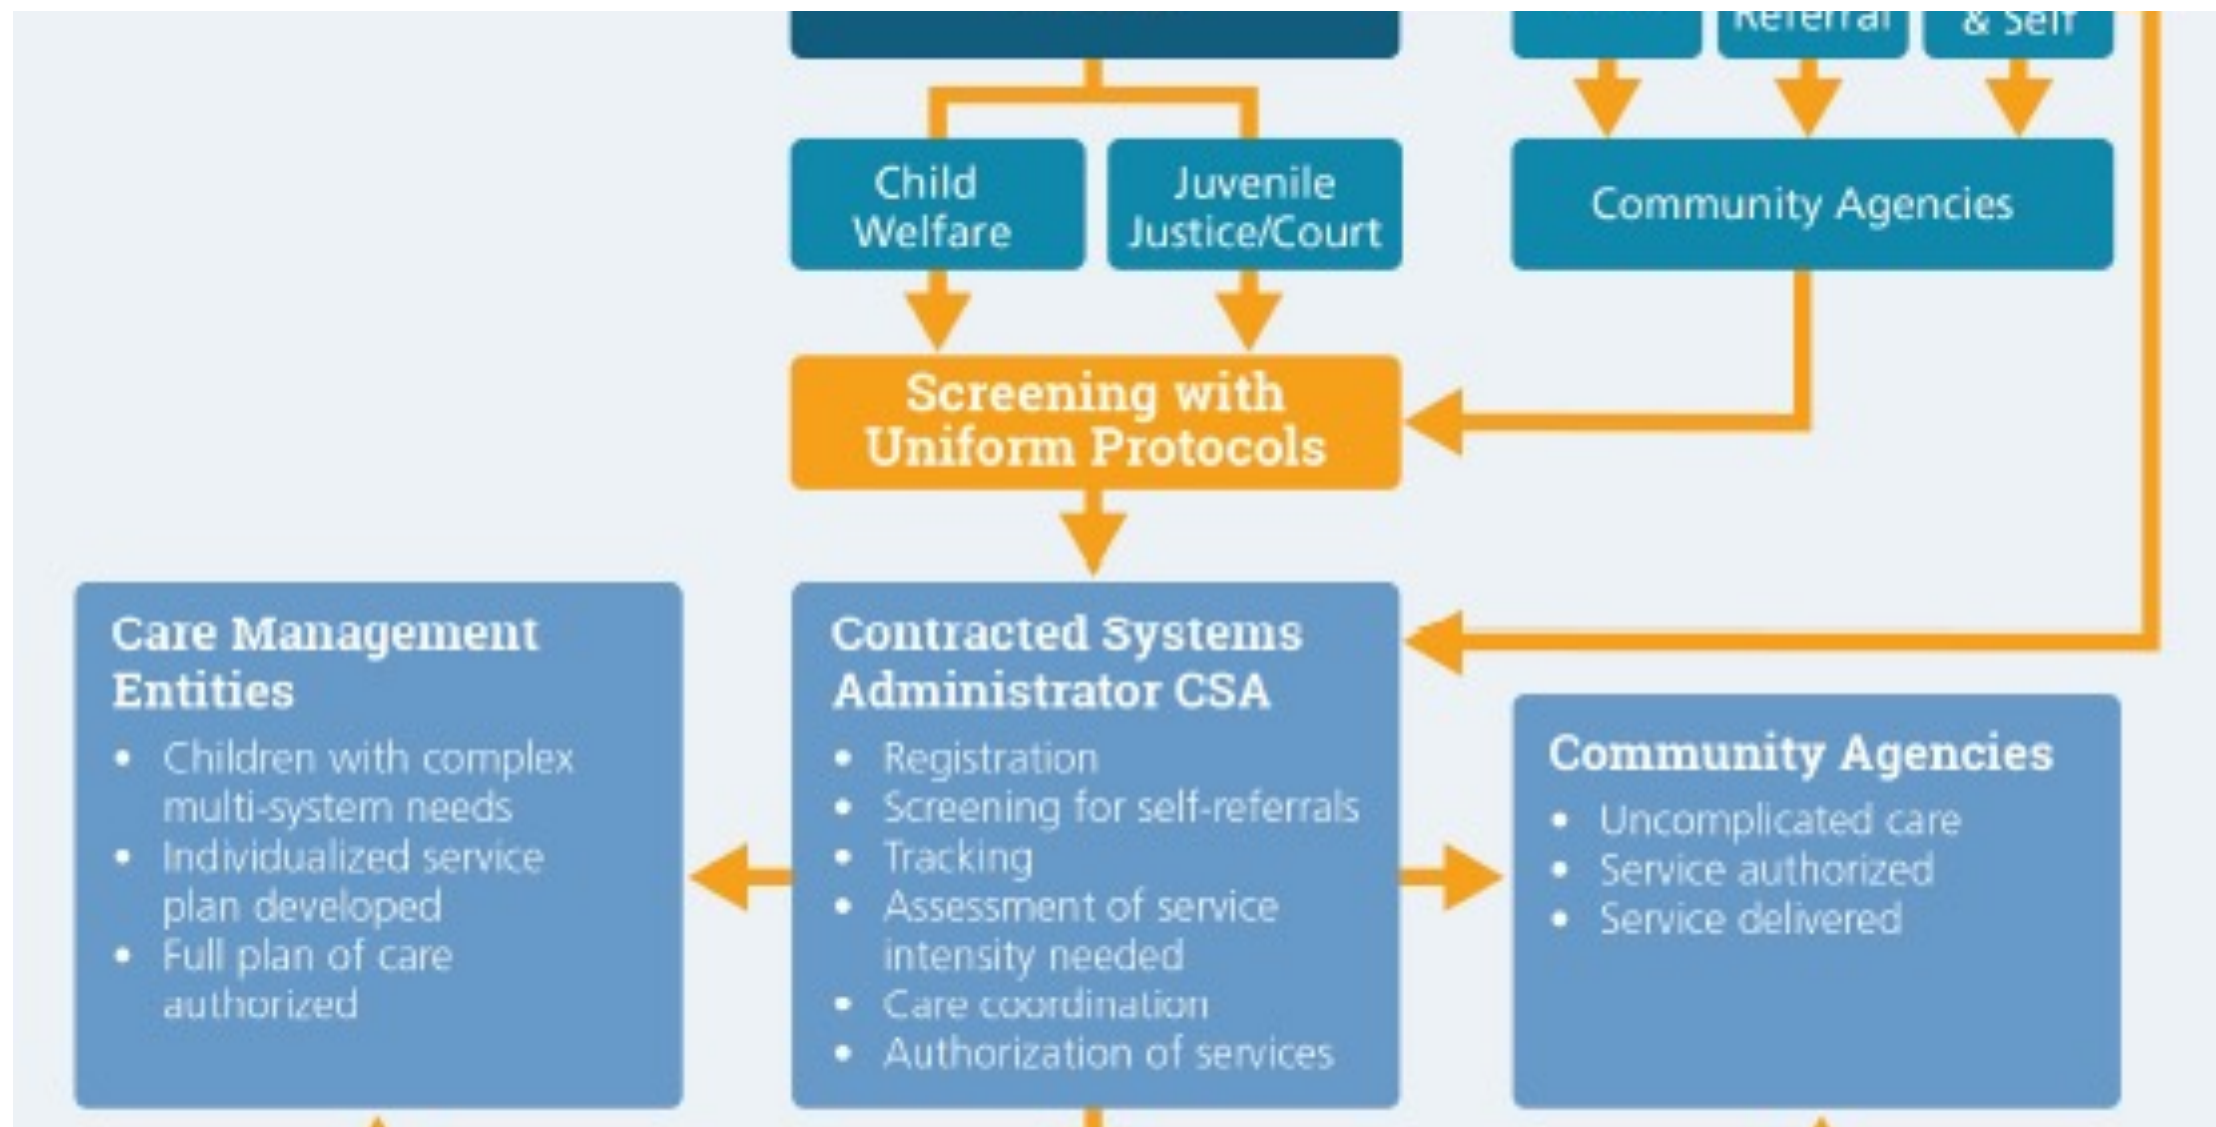 Referral
& Self
Child
Welfare
Juvenile
Justice/Court
Community Agencies
Screening with
Uniform Protocols
Care Management
Entities
• Children with complex
multi-system needs
• Individualized service
plan developed
• Full plan of care
authorized
Contracted Systems
Administrator CSA
• Registration
• Screening for self-referrals
• Tracking
• Assessment of service
intensity needed
• Care coordination
• Authorization of services
Community Agencies
• Uncomplicated care
• Service authorized
• Service delivered